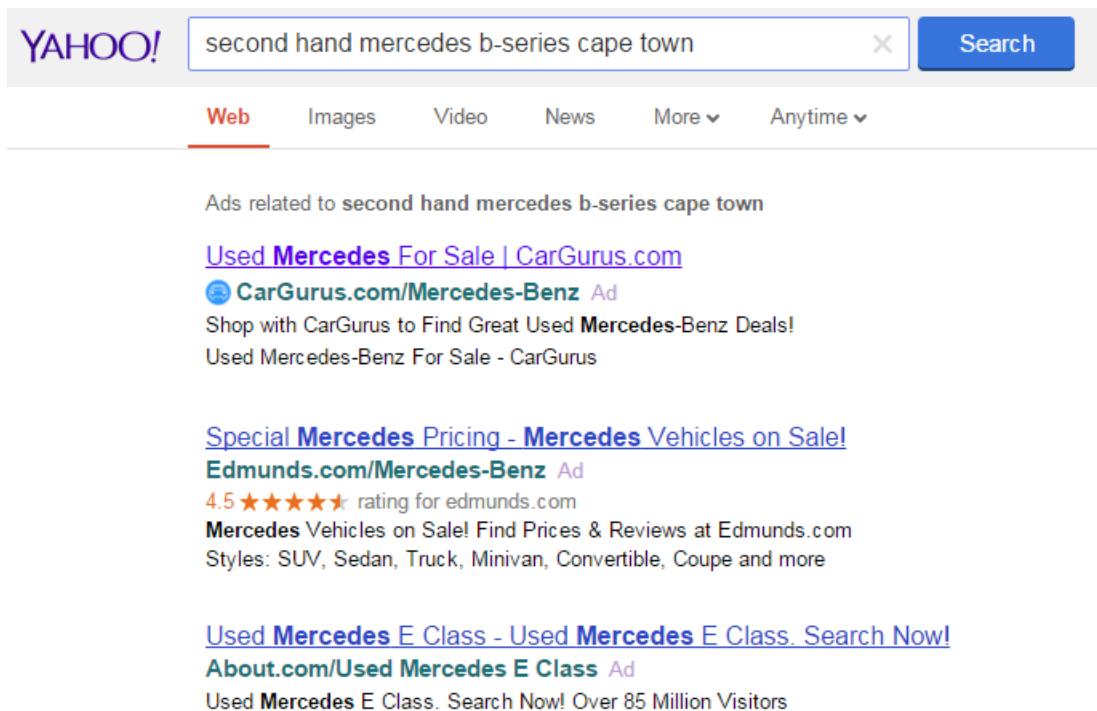 YAHOO! second hand mercedes b-series cape town × Search
Web Images Video News More Anytime
Ads related to second hand mercedes b-series cape town
Used Mercedes For Sale | CarGurus.com
CarGurus.com/Mercedes-Benz Ad
Shop with CarGurus to Find Great Used Mercedes-Benz Deals!
Used Mercedes-Benz For Sale - CarGurus
Special Mercedes Pricing - Mercedes Vehicles on Sale!
Edmunds.com/Mercedes-Benz Ad
4.5 ★★★★★ rating for edmunds.com
Mercedes Vehicles on Sale! Find Prices & Reviews at Edmunds.com
Styles: SUV, Sedan, Truck, Minivan, Convertible, Coupe and more
Used Mercedes E Class - Used Mercedes E Class. Search Now!
About.com/Used Mercedes E Class Ad
Used Mercedes E Class. Search Now! Over 85 Million Visitors